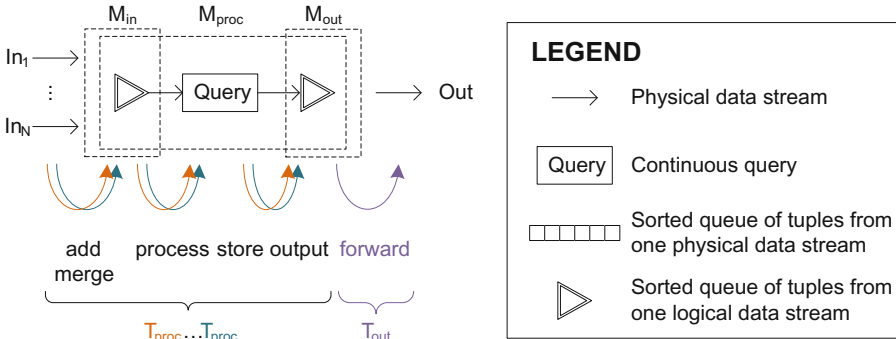 M_in M_proc M_out
In_1
⋮
In_N
Query
Out
add
merge
process store output forward
T_proc...T_proc T_out
LEGEND
Physical data stream
Query Continuous query
Sorted queue of tuples from
one physical data stream
Sorted queue of tuples from
one logical data stream